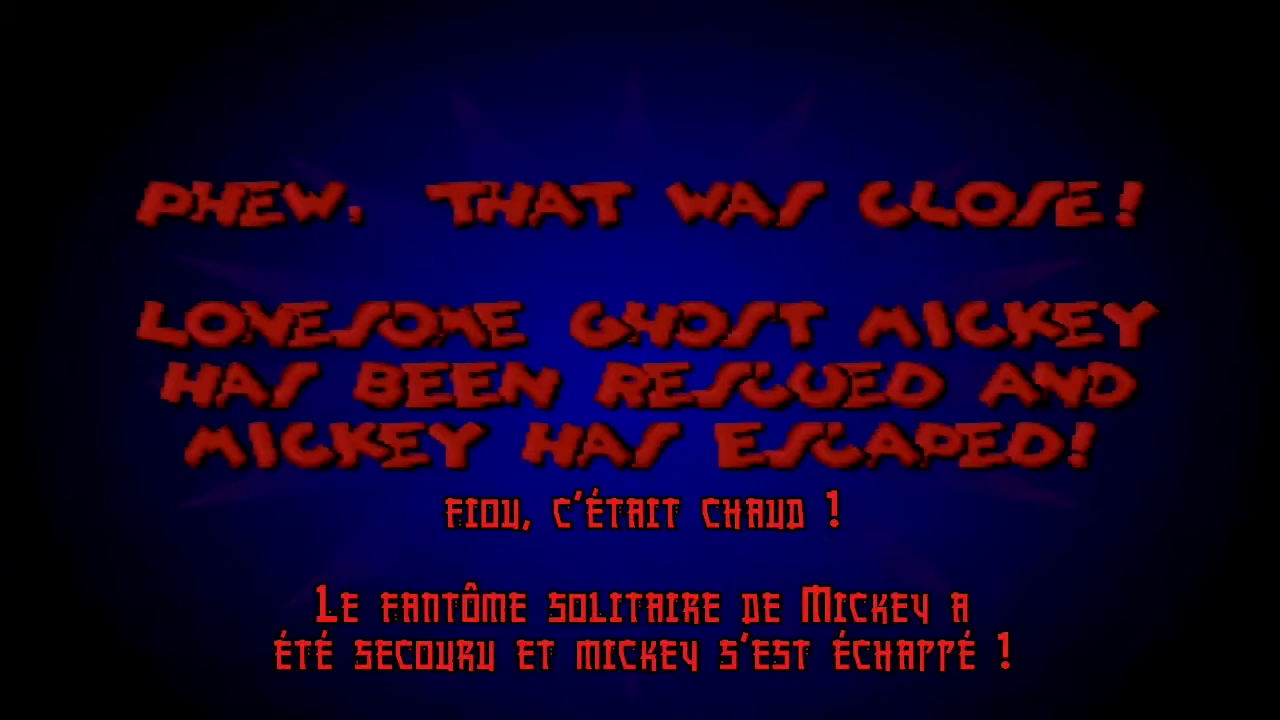 PHEW. THAT WAS CLOSE!
LONESOME GHOST MICKEY
HAS BEEN RESCUED AND
MICKEY HAS ESCAPED!
FIOU, C'ÉTAIT CHAUD !
LE FANTÔME SOLITAIRE DE MICKEY A
ÉTÉ SECOURU ET MICKEY S'EST ÉCHAPPÉ !